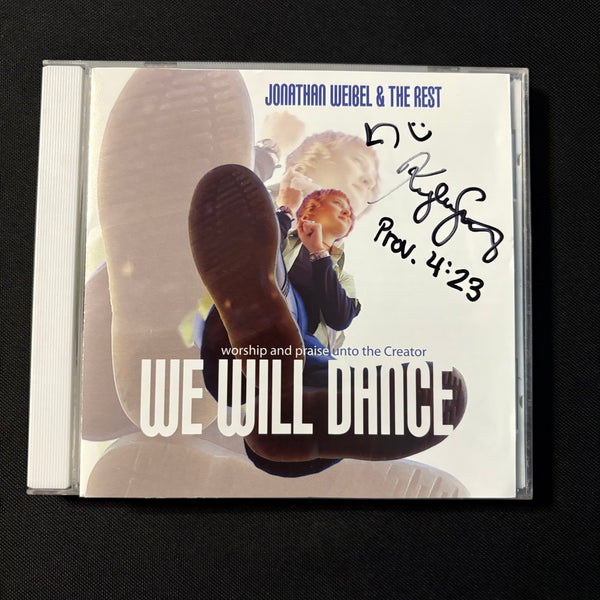 JONATHAN WEIBEL & THE REST
Prov. 4:23
worship and praise unto the Creator
WE WILL DANCE